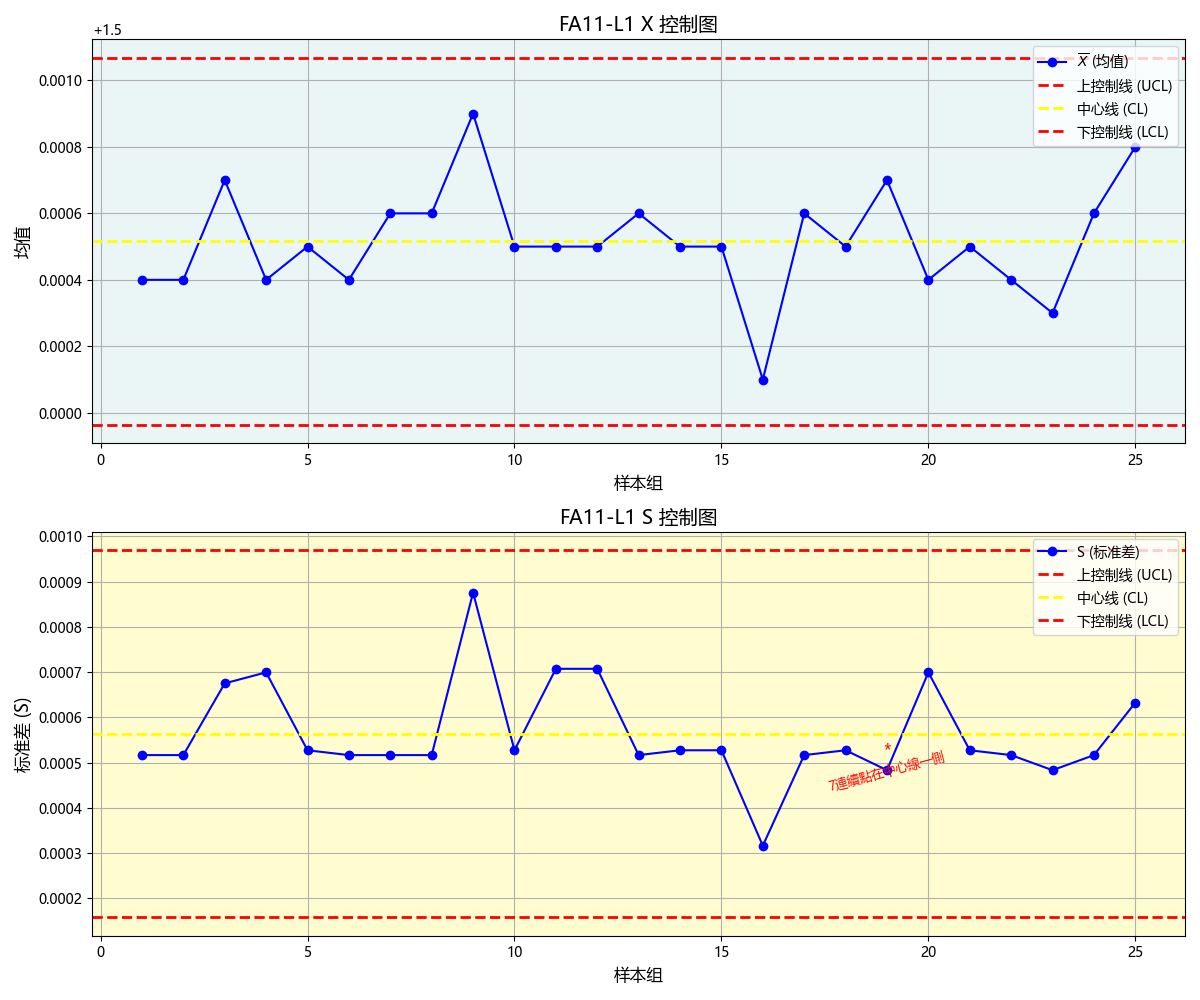 FA11-L1 X 控制图
+1.5
X (均值)
上控制线 (UCL)
中心线 (CL)
下控制线 (LCL)
0.0010
0.0008
0.0006
0.0004
0.0002
0.0000
均值
0 5 10 15 20 25
样本组
FA11-L1 S 控制图
S (标准差)
上控制线 (UCL)
中心线 (CL)
下控制线 (LCL)
0.0010
0.0009
0.0008
0.0007
0.0006
0.0005
0.0004
0.0003
0.0002
标准差 (S)
*
7連續點在中心線一側
0 5 10 15 20 25
样本组